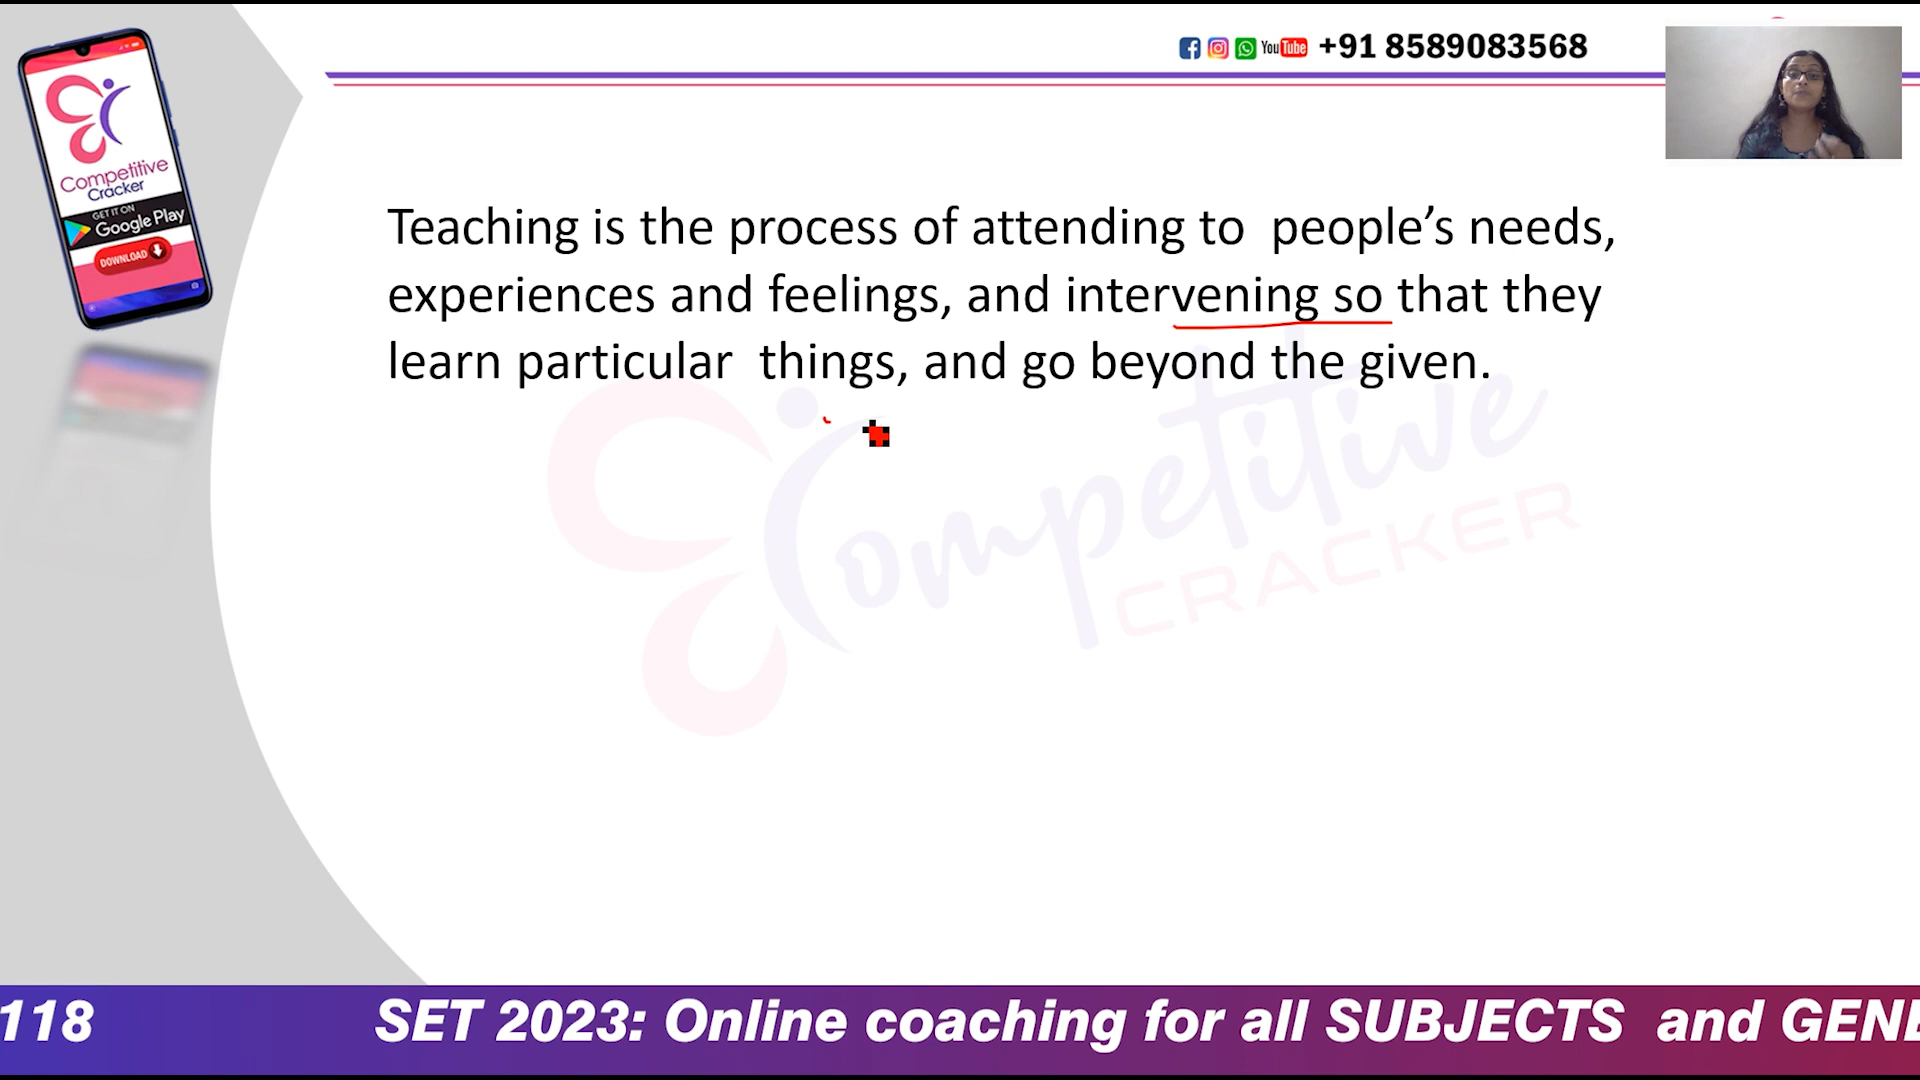 YouTube +91 8589083568
Competitive
Cracker
GET IT ON
Google Play
DOWNLOAD
Teaching is the process of attending to people’s needs,
experiences and feelings, and intervening so that they
learn particular things, and go beyond the given.
Competitive
CRACKER
118 SET 2023: Online coaching for all SUBJECTS and GENE